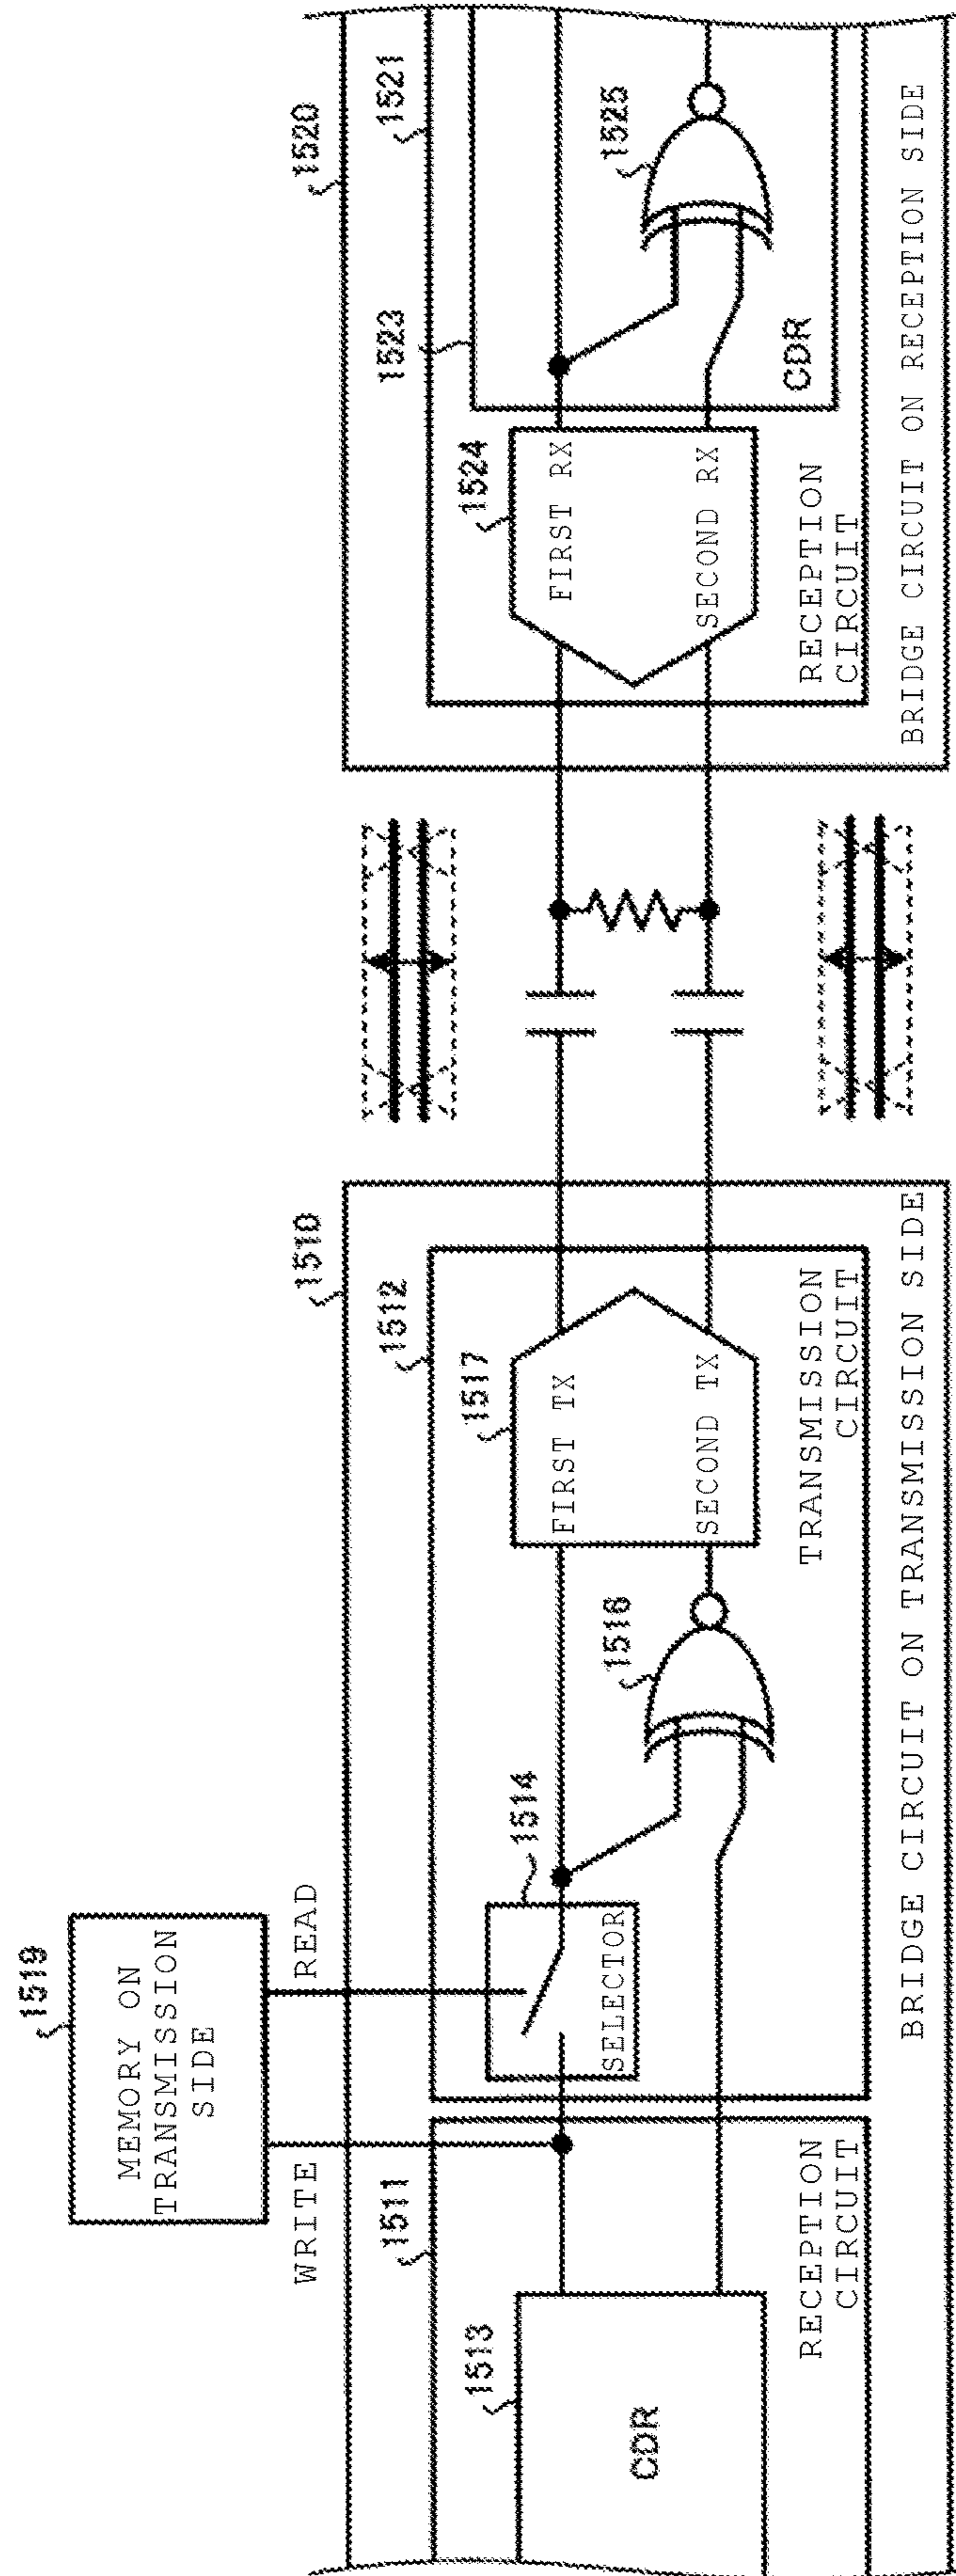 1519
MEMORY ON
TRANSMISSION
SIDE
WRITE
READ
1510
1511
1513
CDR
RECEPTION
CIRCUIT
1512
1514
SELECTOR
1516
1517
FIRST TX
SECOND TX
TRANSMISSION
CIRCUIT
BRIDGE CIRCUIT ON TRANSMISSION SIDE
1520
1521
1523
1524
FIRST RX
SECOND RX
1525
CDR
RECEPTION
CIRCUIT
BRIDGE CIRCUIT ON RECEPTION SIDE